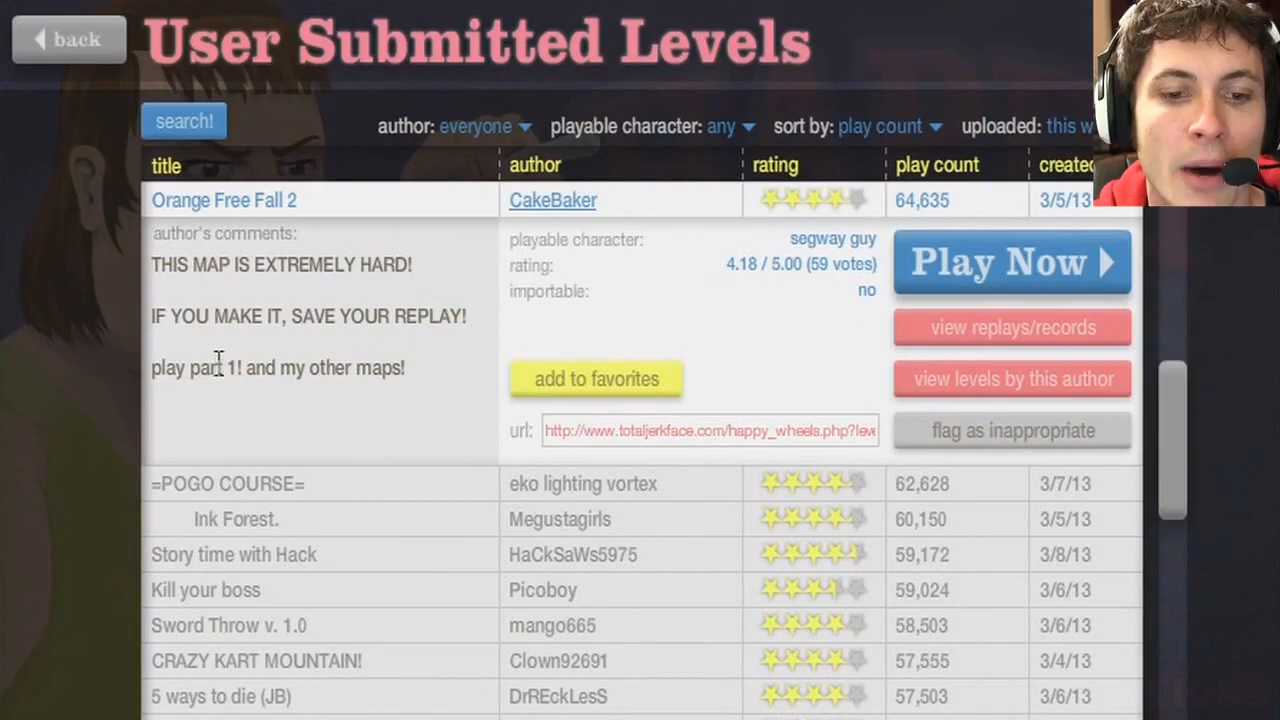 back
User Submitted Levels
search!
author: everyone playable character: any sort by: play count uploaded: this w
title author rating play count created
Orange Free Fall 2 CakeBaker 64,635 3/5/13
author's comments:
THIS MAP IS EXTREMELY HARD!
IF YOU MAKE IT, SAVE YOUR REPLAY!
play part 1! and my other maps!
playable character: segway guy
rating: 4.18 / 5.00 (59 votes)
importable: no
add to favorites
url: http://www.totaljerkface.com/happy_wheels.php?leve
Play Now
view replays/records
view levels by this author
flag as inappropriate
=POGO COURSE= eko lighting vortex 62,628 3/7/13
Ink Forest. Megustagirls 60,150 3/5/13
Story time with Hack HaCkSaWs5975 59,172 3/8/13
Kill your boss Picoboy 59,024 3/6/13
Sword Throw v. 1.0 mango665 58,503 3/6/13
CRAZY KART MOUNTAIN! Clown92691 57,555 3/4/13
5 ways to die (JB) DrREckLesS 57,503 3/6/13